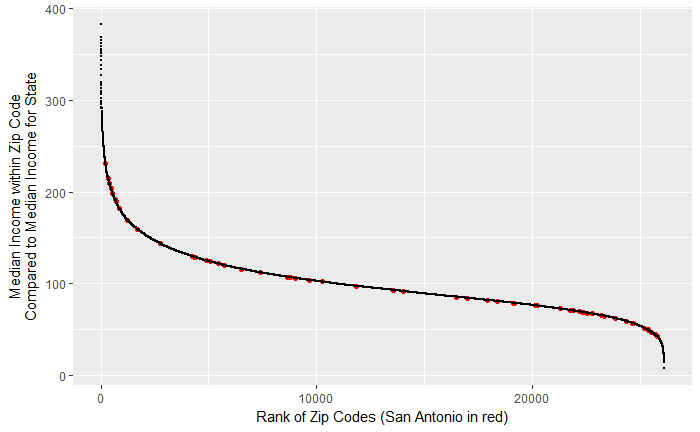 Median Income within Zip Code
Compared to Median Income for State
400
300
200
100
0
0
10000
20000
Rank of Zip Codes (San Antonio in red)